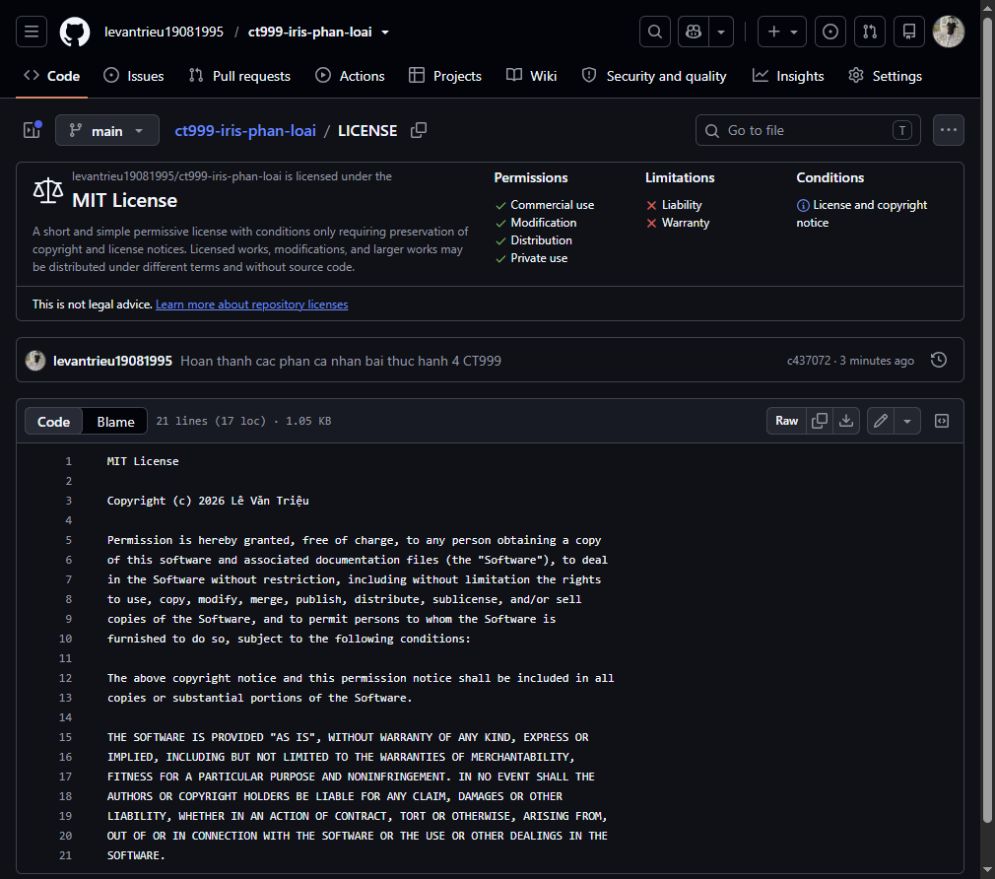 levantrieu19081995 / ct999-iris-phan-loai
Code Issues Pull requests Actions Projects Wiki Security and quality Insights Settings
main ct999-iris-phan-loai / LICENSE Go to file T
levantrieu19081995/ct999-iris-phan-loai is licensed under the
MIT License
A short and simple permissive license with conditions only requiring preservation of
copyright and license notices. Licensed works, modifications, and larger works may
be distributed under different terms and without source code.
Permissions
Commercial use
Modification
Distribution
Private use
Limitations
Liability
Warranty
Conditions
License and copyright
notice
This is not legal advice. Learn more about repository licenses
levantrieu19081995 Hoan thanh cac phan ca nhan bai thuc hanh 4 CT999 c437072 · 3 minutes ago
Code Blame 21 lines (17 loc) · 1.05 KB Raw
1 MIT License
2
3 Copyright (c) 2026 Lê Văn Triệu
4
5 Permission is hereby granted, free of charge, to any person obtaining a copy
6 of this software and associated documentation files (the "Software"), to deal
7 in the Software without restriction, including without limitation the rights
8 to use, copy, modify, merge, publish, distribute, sublicense, and/or sell
9 copies of the Software, and to permit persons to whom the Software is
10 furnished to do so, subject to the following conditions:
11
12 The above copyright notice and this permission notice shall be included in all
13 copies or substantial portions of the Software.
14
15 THE SOFTWARE IS PROVIDED "AS IS", WITHOUT WARRANTY OF ANY KIND, EXPRESS OR
16 IMPLIED, INCLUDING BUT NOT LIMITED TO THE WARRANTIES OF MERCHANTABILITY,
17 FITNESS FOR A PARTICULAR PURPOSE AND NONINFRINGEMENT. IN NO EVENT SHALL THE
18 AUTHORS OR COPYRIGHT HOLDERS BE LIABLE FOR ANY CLAIM, DAMAGES OR OTHER
19 LIABILITY, WHETHER IN AN ACTION OF CONTRACT, TORT OR OTHERWISE, ARISING FROM,
20 OUT OF OR IN CONNECTION WITH THE SOFTWARE OR THE USE OR OTHER DEALINGS IN THE
21 SOFTWARE.